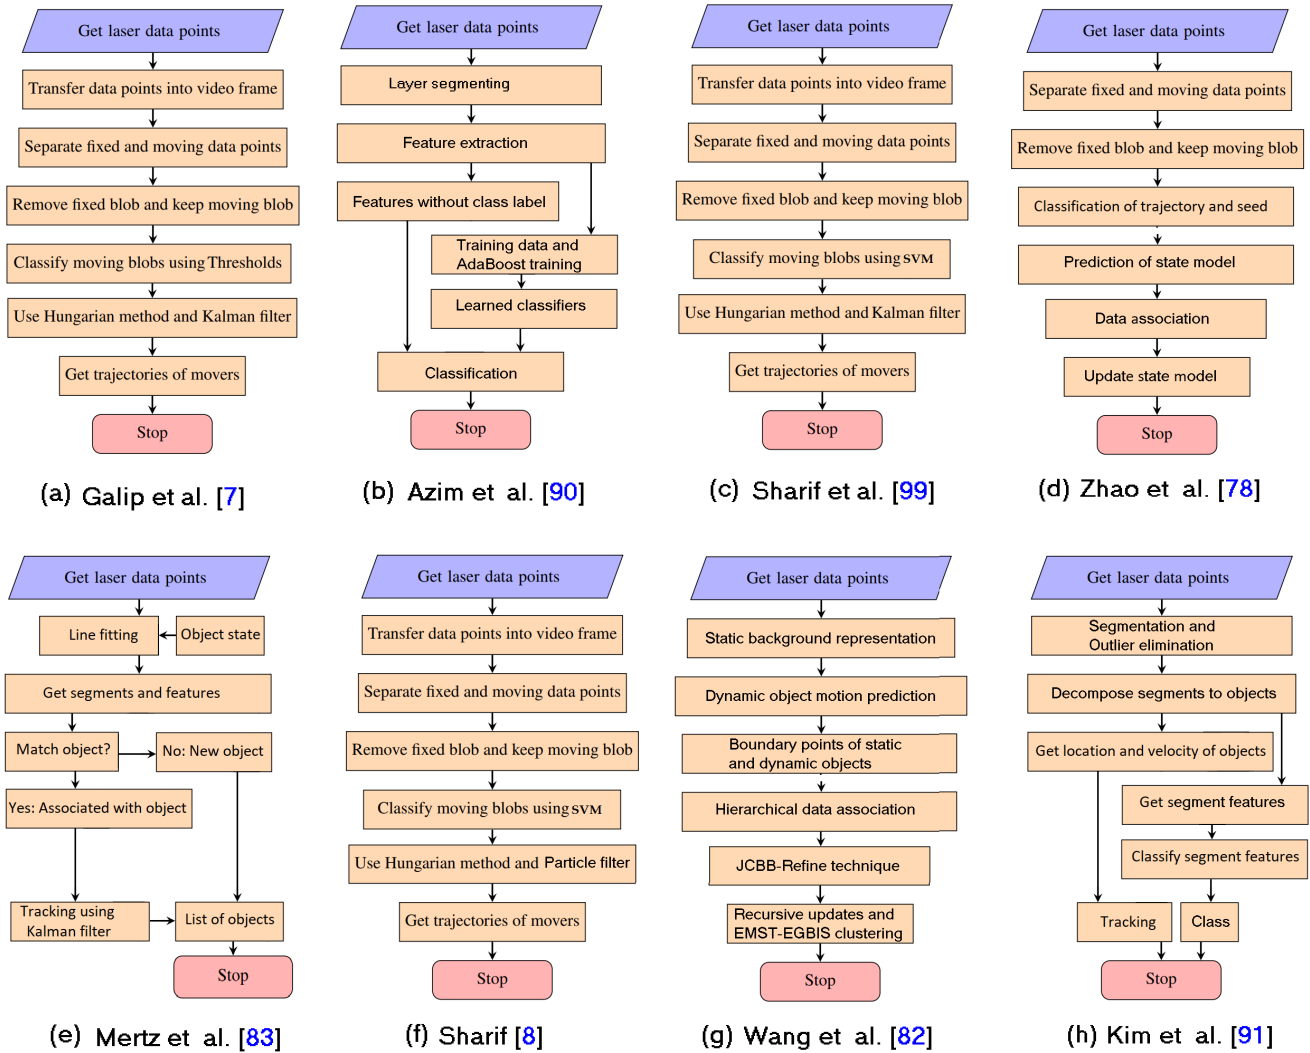 Get laser data points
Transfer data points into video frame
Separate fixed and moving data points
Remove fixed blob and keep moving blob
Classify moving blobs using Thresholds
Use Hungarian method and Kalman filter
Get trajectories of movers
Stop
(a) Galip et al. [7]
Get laser data points
Layer segmenting
Feature extraction
Features without class label
Training data and
AdaBoost training
Learned classifiers
Classification
Stop
(b) Azim et al. [90]
Get laser data points
Transfer data points into video frame
Separate fixed and moving data points
Remove fixed blob and keep moving blob
Classify moving blobs using SVM
Use Hungarian method and Kalman filter
Get trajectories of movers
Stop
(c) Sharif et al. [99]
Get laser data points
Separate fixed and moving data points
Remove fixed blob and keep moving blob
Classification of trajectory and seed
Prediction of state model
Data association
Update state model
Stop
(d) Zhao et al. [78]
Get laser data points
Line fitting
Object state
Get segments and features
Match object?
No: New object
Yes: Associated with object
Tracking using
Kalman filter
List of objects
Stop
(e) Mertz et al. [83]
Get laser data points
Transfer data points into video frame
Separate fixed and moving data points
Remove fixed blob and keep moving blob
Classify moving blobs using SVM
Use Hungarian method and Particle filter
Get trajectories of movers
Stop
(f) Sharif [8]
Get laser data points
Static background representation
Dynamic object motion prediction
Boundary points of static
and dynamic objects
Hierarchical data association
JCBB-Refine technique
Recursive updates and
EMST-EGBIS clustering
Stop
(g) Wang et al. [82]
Get laser data points
Segmentation and
Outlier elimination
Decompose segments to objects
Get location and velocity of objects
Get segment features
Classify segment features
Tracking
Class
Stop
(h) Kim et al. [91]